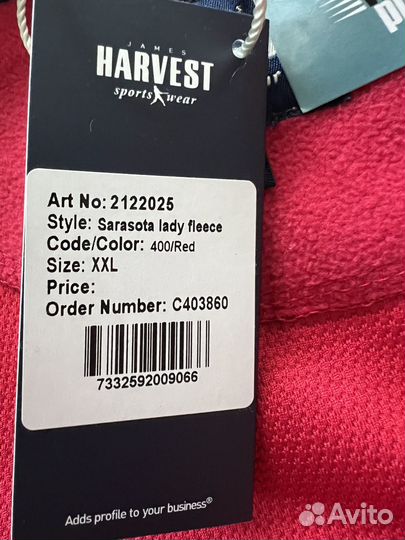 JAMES
HARVEST
sportswear
Art No: 2122025
Style: Sarasota lady fleece
Code/Color: 400/Red
Size: XXL
Price:
Order Number: C403860
7332592009066
Adds profile to your business®
Avito